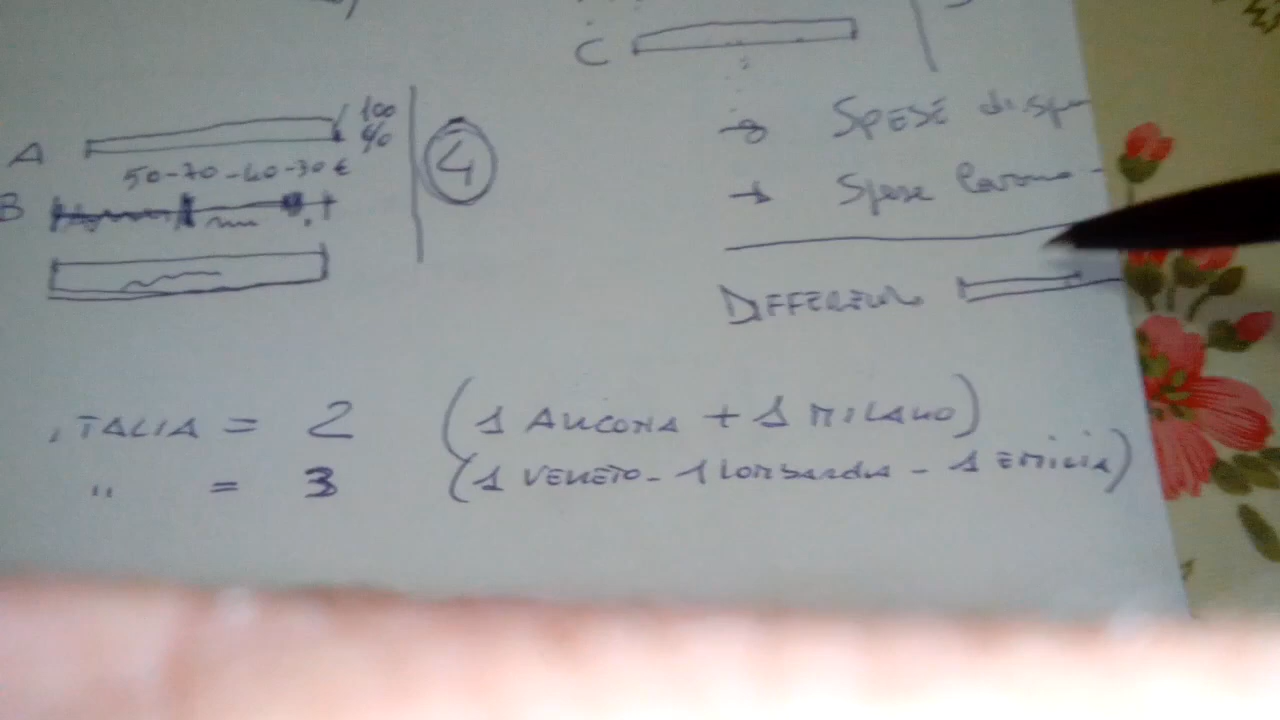 C
A 100 %
50-70-40-30 €
B
4
SPESE
Spese
DIFFERENZA
ITALIA = 2 (1 ANCONA + 1 MILANO)
" = 3 (1 VENETO - 1 LOMBARDIA - 1 EMILIA)